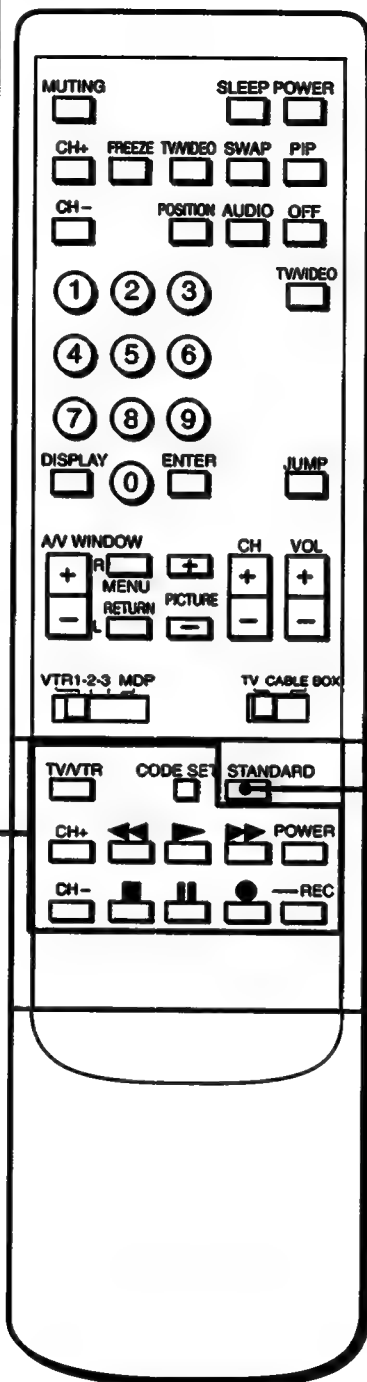 MUTING SLEEP POWER
CH+ FREEZE TV/VIDEO SWAP PIP
CH- POSITION AUDIO OFF
TV/VIDEO
1 2 3
4 5 6
7 8 9
DISPLAY 0 ENTER JUMP
A/V WINDOW CH VOL
+ R + + +
MENU
RETURN PICTURE
- L - - -
VTR1-2-3 MDP TV CABLE BOX
TV/VTR CODE SET STANDARD
CH+ POWER
CH- —REC